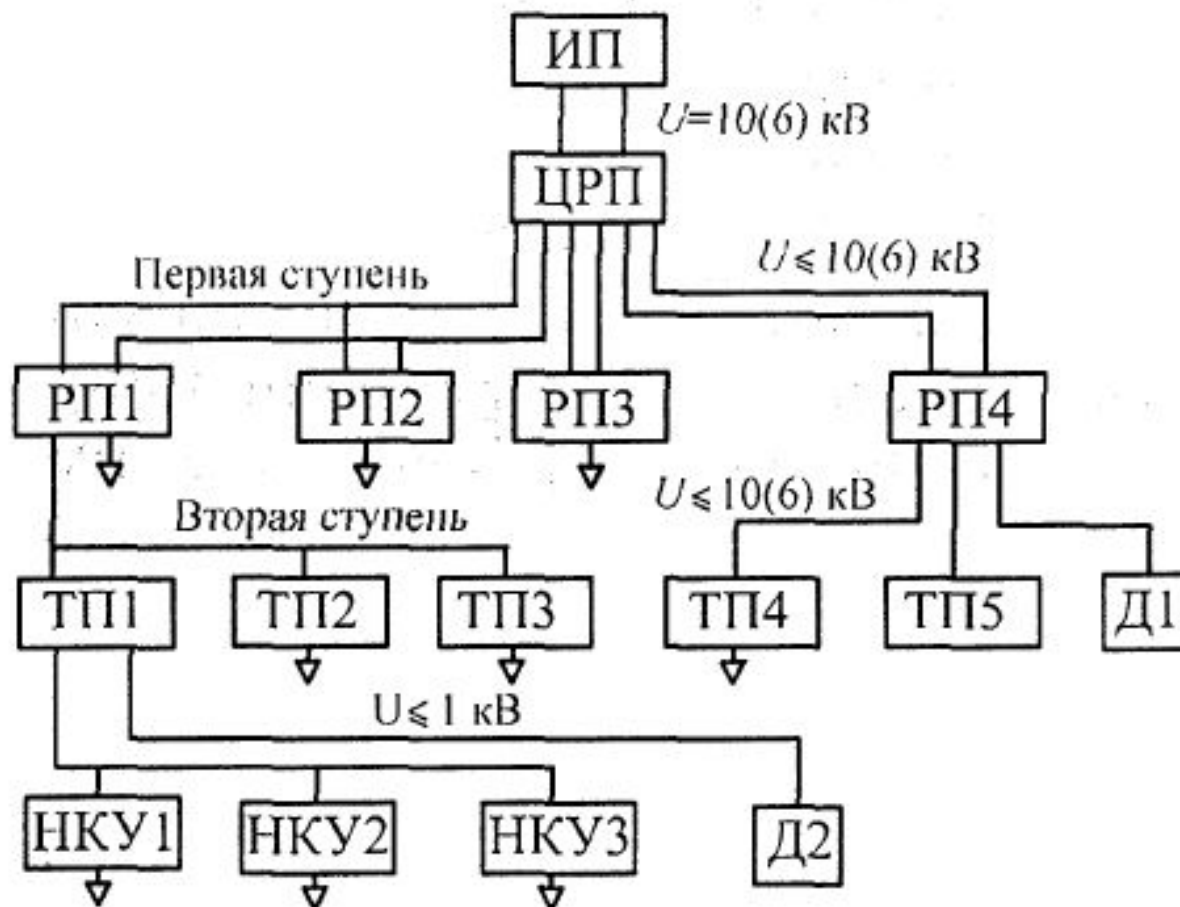 ИП
U=10(6) кВ
ЦРП
Первая ступень
U⩽10(6) кВ
РП1
РП2
РП3
РП4
Вторая ступень
U⩽10(6) кВ
ТП1
ТП2
ТП3
ТП4
ТП5
Д1
U⩽1 кВ
НКУ1
НКУ2
НКУ3
Д2